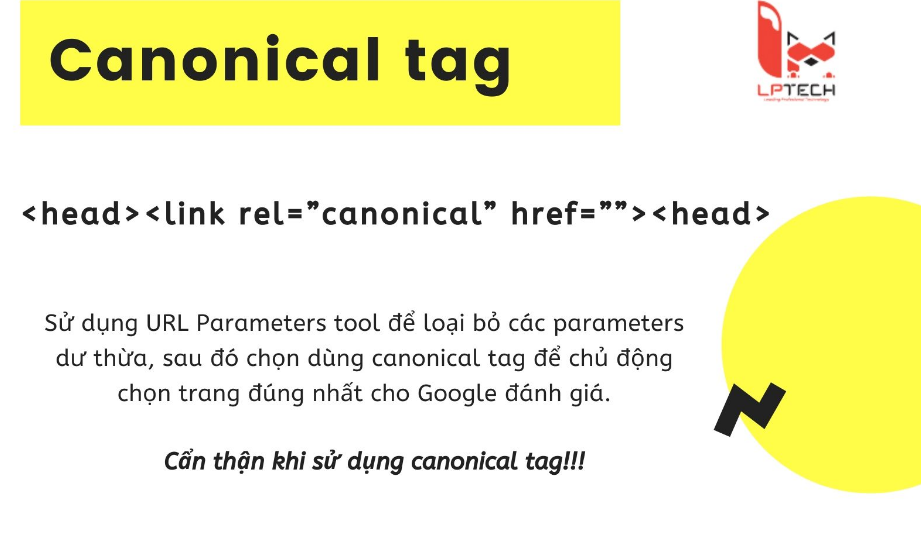 Canonical tag
LPTECH
Leading-Professional Technology
<head><link rel=”canonical” href=””><head>
Sử dụng URL Parameters tool để loại bỏ các parameters
dư thừa, sau đó chọn dùng canonical tag để chủ động
chọn trang đúng nhất cho Google đánh giá.
Cẩn thận khi sử dụng canonical tag!!!